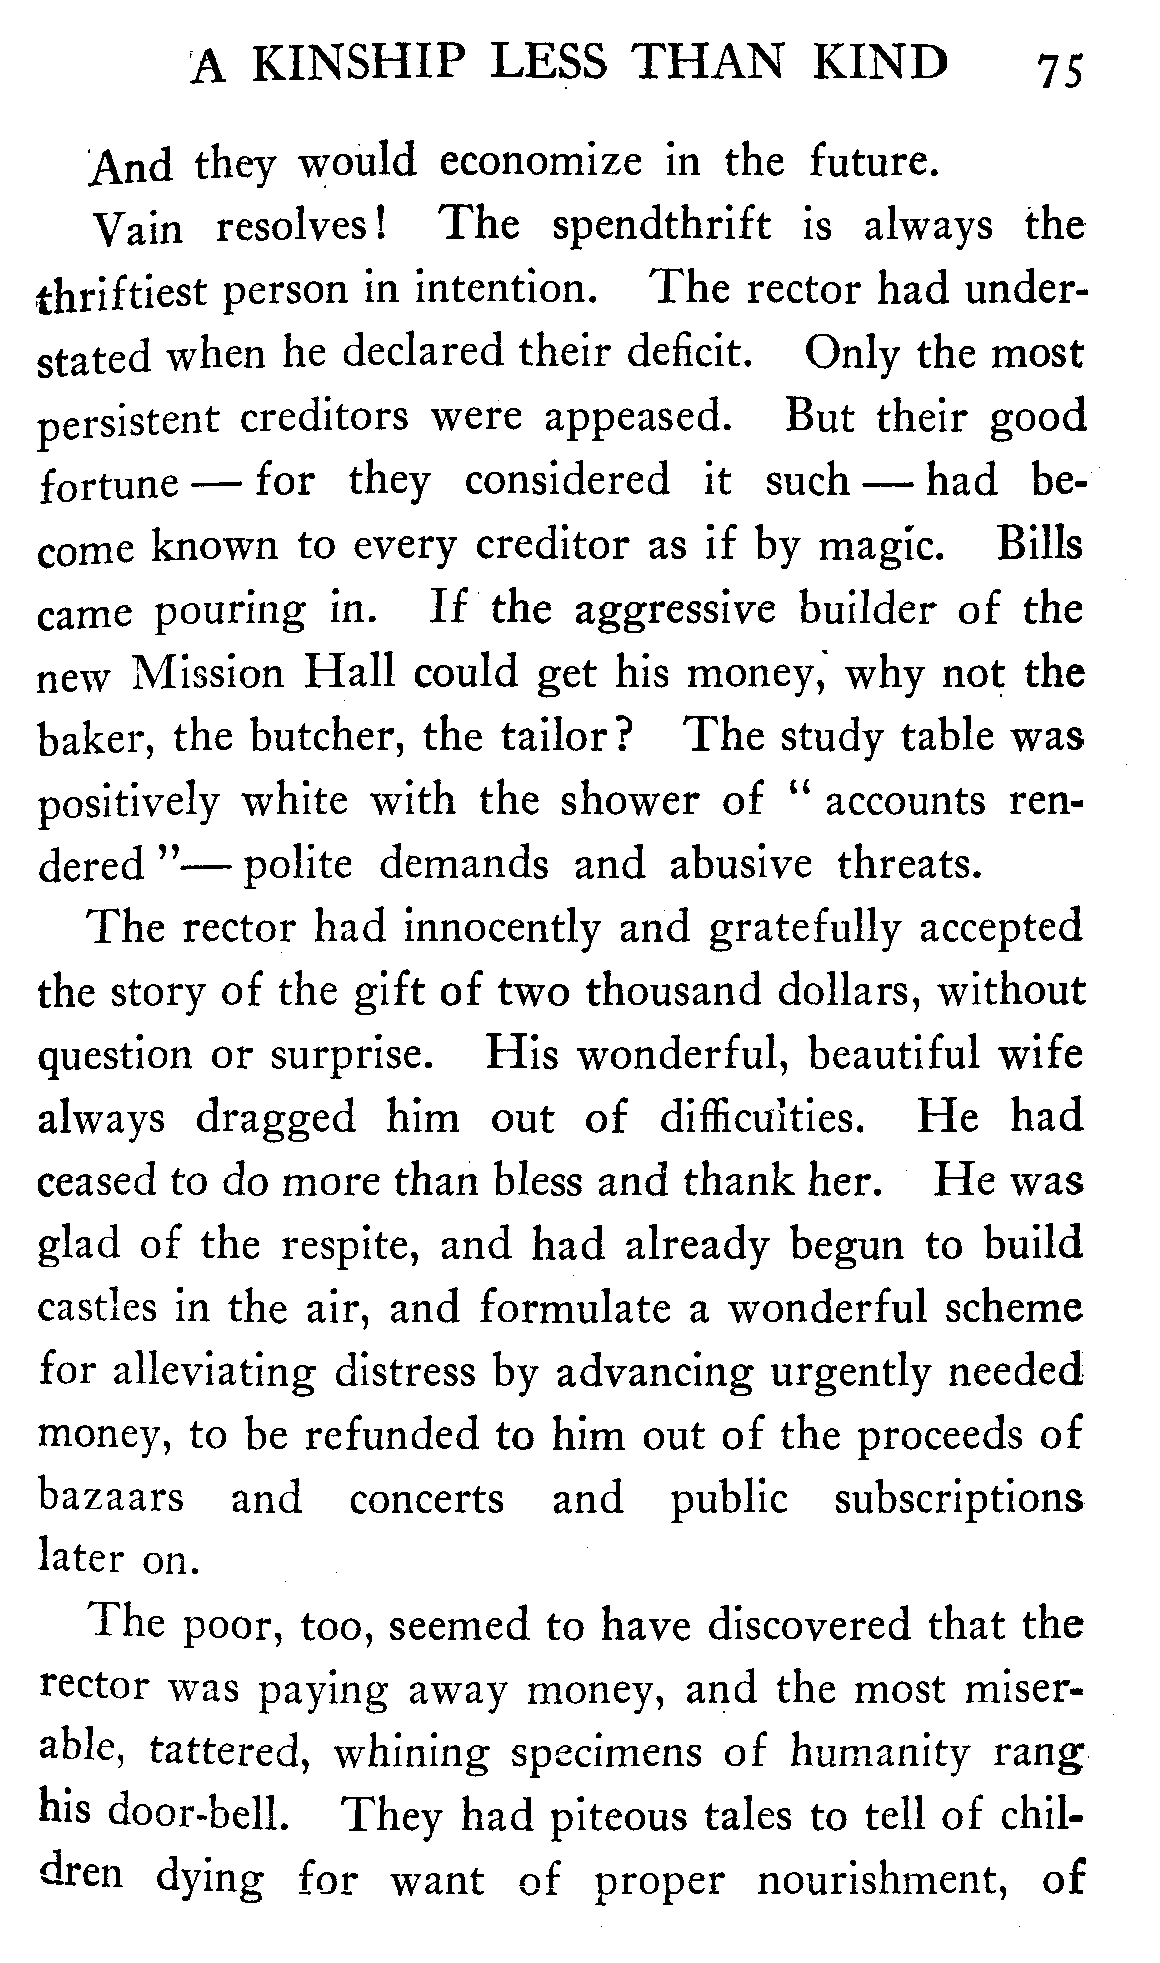 A KINSHIP LESS THAN KIND 75
And they would economize in the future.
Vain resolves! The spendthrift is always the
thriftiest person in intention. The rector had under-
stated when he declared their deficit. Only the most
persistent creditors were appeased. But their good
fortune — for they considered it such — had be-
come known to every creditor as if by magic. Bills
came pouring in. If the aggressive builder of the
new Mission Hall could get his money, why not the
baker, the butcher, the tailor? The study table was
positively white with the shower of “ accounts ren-
dered ”— polite demands and abusive threats.
The rector had innocently and gratefully accepted
the story of the gift of two thousand dollars, without
question or surprise. His wonderful, beautiful wife
always dragged him out of difficulties. He had
ceased to do more than bless and thank her. He was
glad of the respite, and had already begun to build
castles in the air, and formulate a wonderful scheme
for alleviating distress by advancing urgently needed
money, to be refunded to him out of the proceeds of
bazaars and concerts and public subscriptions
later on.
The poor, too, seemed to have discovered that the
rector was paying away money, and the most miser-
able, tattered, whining specimens of humanity rang
his door-bell. They had piteous tales to tell of chil-
dren dying for want of proper nourishment, of